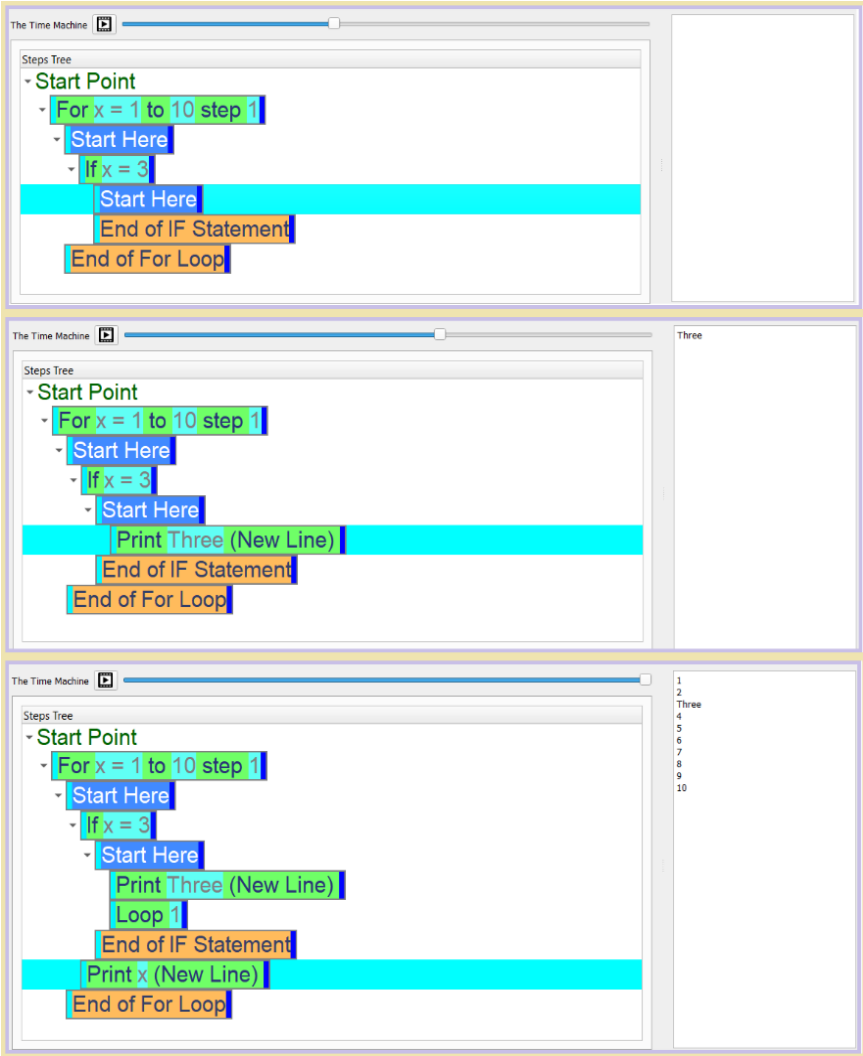 The Time Machine
Steps Tree
Start Point
For x = 1 to 10 step 1
Start Here
If x = 3
Start Here
End of IF Statement
End of For Loop
The Time Machine
Three
Steps Tree
Start Point
For x = 1 to 10 step 1
Start Here
If x = 3
Start Here
Print Three (New Line)
End of IF Statement
End of For Loop
The Time Machine
Steps Tree
Start Point
For x = 1 to 10 step 1
Start Here
If x = 3
Start Here
Print Three (New Line)
Loop 1
End of IF Statement
Print x (New Line)
End of For Loop
1
2
Three
4
5
6
7
8
9
10